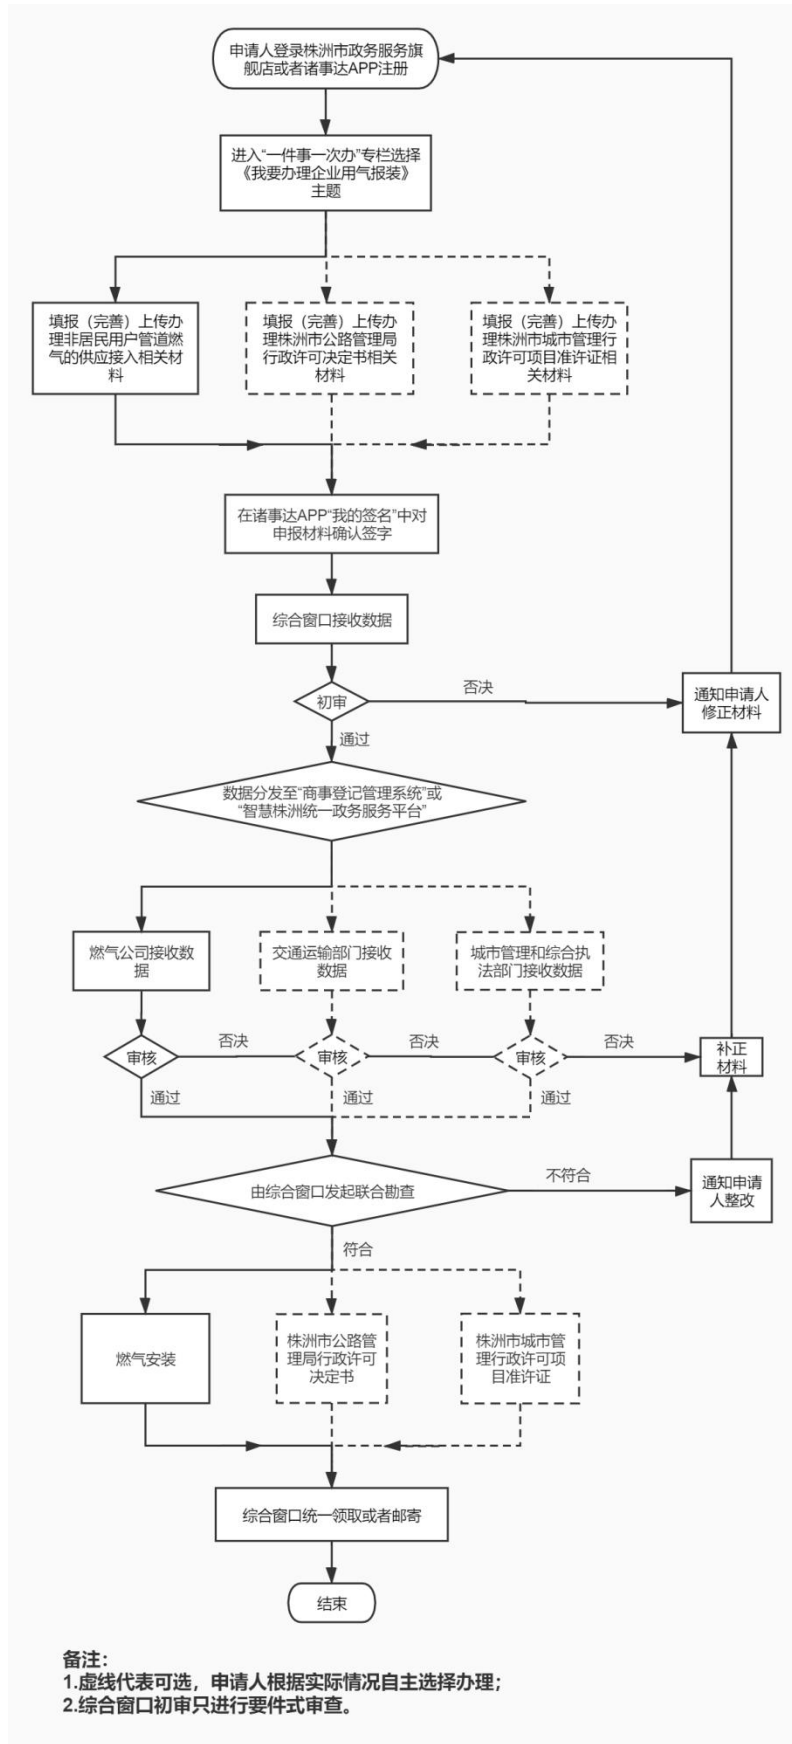 申请人登录株洲市政务服务旗
舰店或者诸事达APP注册
进入“一件事一次办”专栏选择
《我要办理企业用气报装》
主题
填报（完善）上传办
理非居民用户管道燃
气的供应接入相关材
料
填报（完善）上传办
理株洲市公路管理局
行政许可决定书相关
材料
填报（完善）上传办
理株洲市城市管理行
政许可项目准许证相
关材料
在诸事达APP“我的签名”中对
申报材料确认签字
综合窗口接收数据
初审
否决
通知申请人
修正材料
通过
数据分发至“商事登记管理系统”或
“智慧株洲统一政务服务平台”
燃气公司接收数
据
交通运输部门接收
数据
城市管理和综合执
法部门接收数据
审核
否决
审核
否决
审核
否决
补正
材料
通过
通过
通过
由综合窗口发起联合勘查
不符合
通知申请
人整改
符合
燃气安装
株洲市公路管
理局行政许可
决定书
株洲市城市管
理行政许可项
目准许证
综合窗口统一领取或者邮寄
结束
备注：
1.虚线代表可选，申请人根据实际情况自主选择办理；
2.综合窗口初审只进行要件式审查。